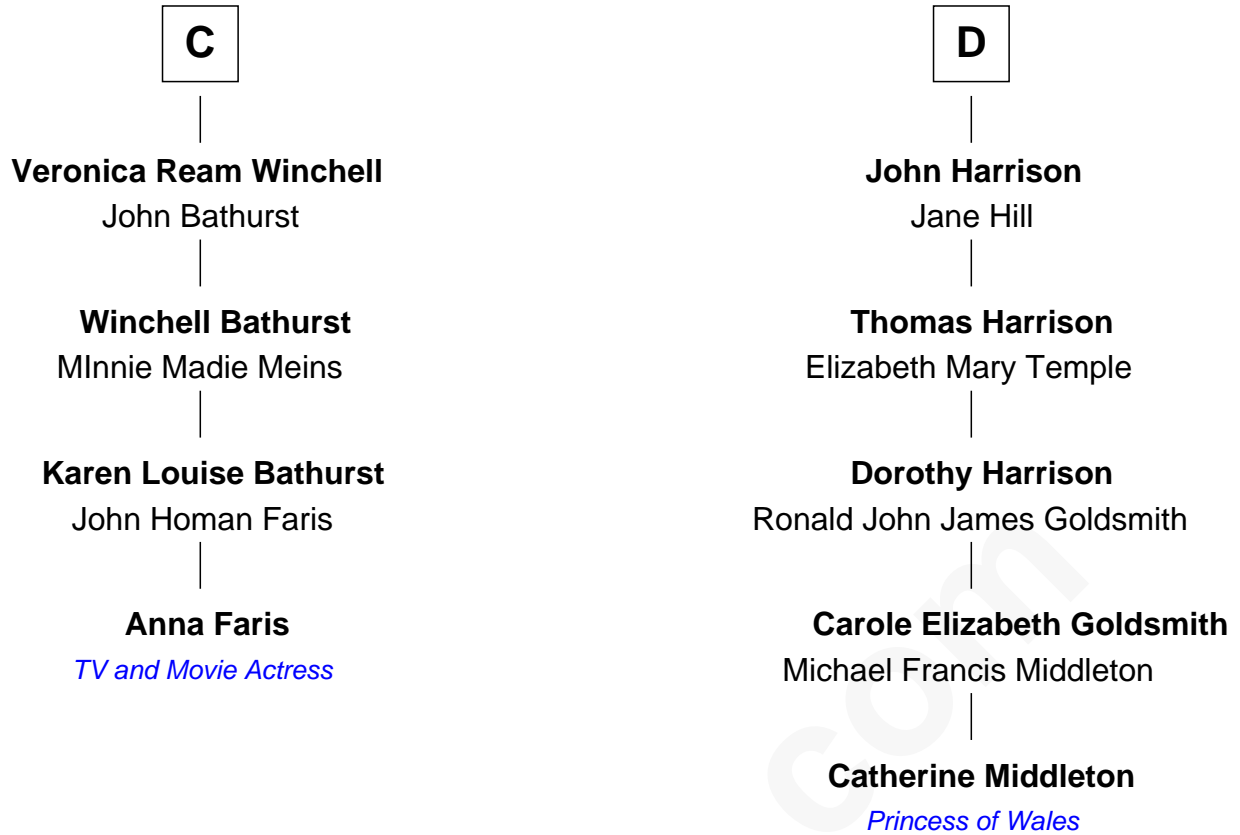 C
Veronica Ream Winchell
John Bathurst
Winchell Bathurst
MInnie Madie Meins
Karen Louise Bathurst
John Homan Faris
Anna Faris
TV and Movie Actress
D
John Harrison
Jane Hill
Thomas Harrison
Elizabeth Mary Temple
Dorothy Harrison
Ronald John James Goldsmith
Carole Elizabeth Goldsmith
Michael Francis Middleton
Catherine Middleton
Princess of Wales
com